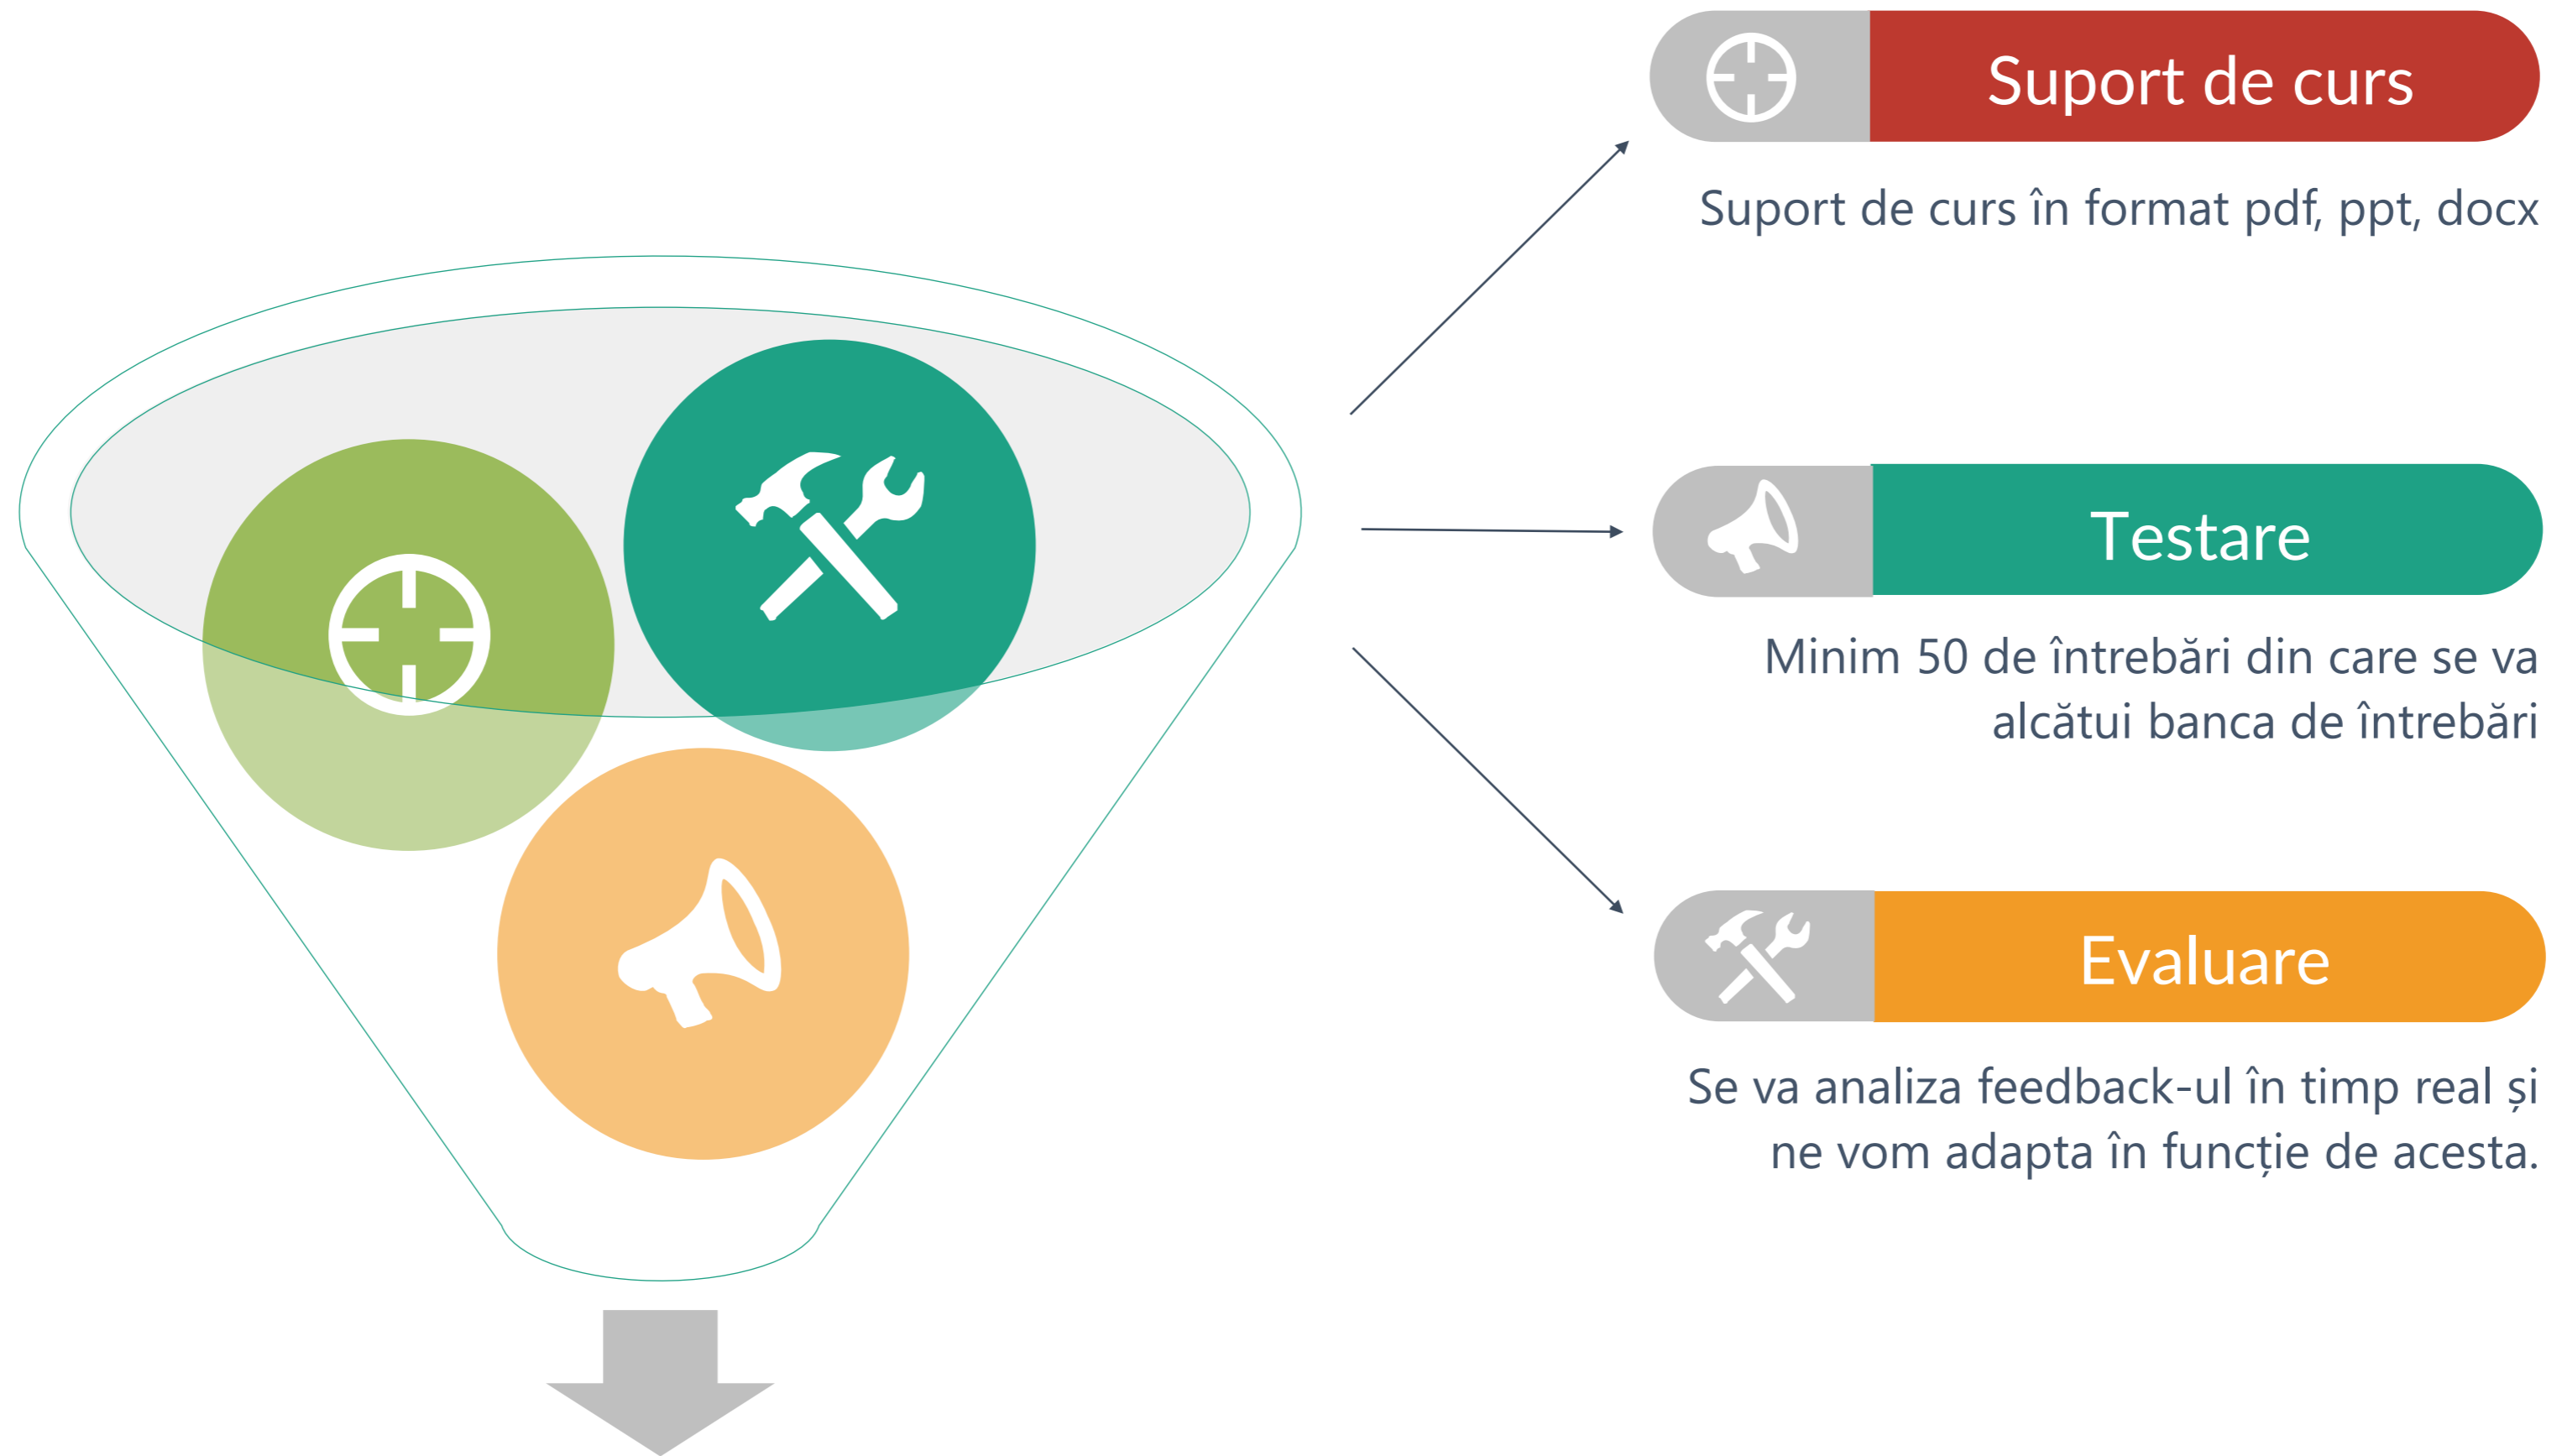 Suport de curs
Suport de curs în format pdf, ppt, docx
Testare
Minim 50 de întrebări din care se va
alcătui banca de întrebări
Evaluare
Se va analiza feedback-ul în timp real și
ne vom adapta în funcție de acesta.